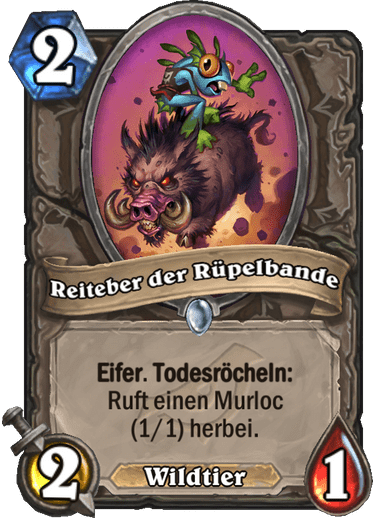 2
Reiteber der Rüpelbande
Eifer. Todesröcheln:
Ruft einen Murloc
(1/1) herbei.
2
Wildtier
1